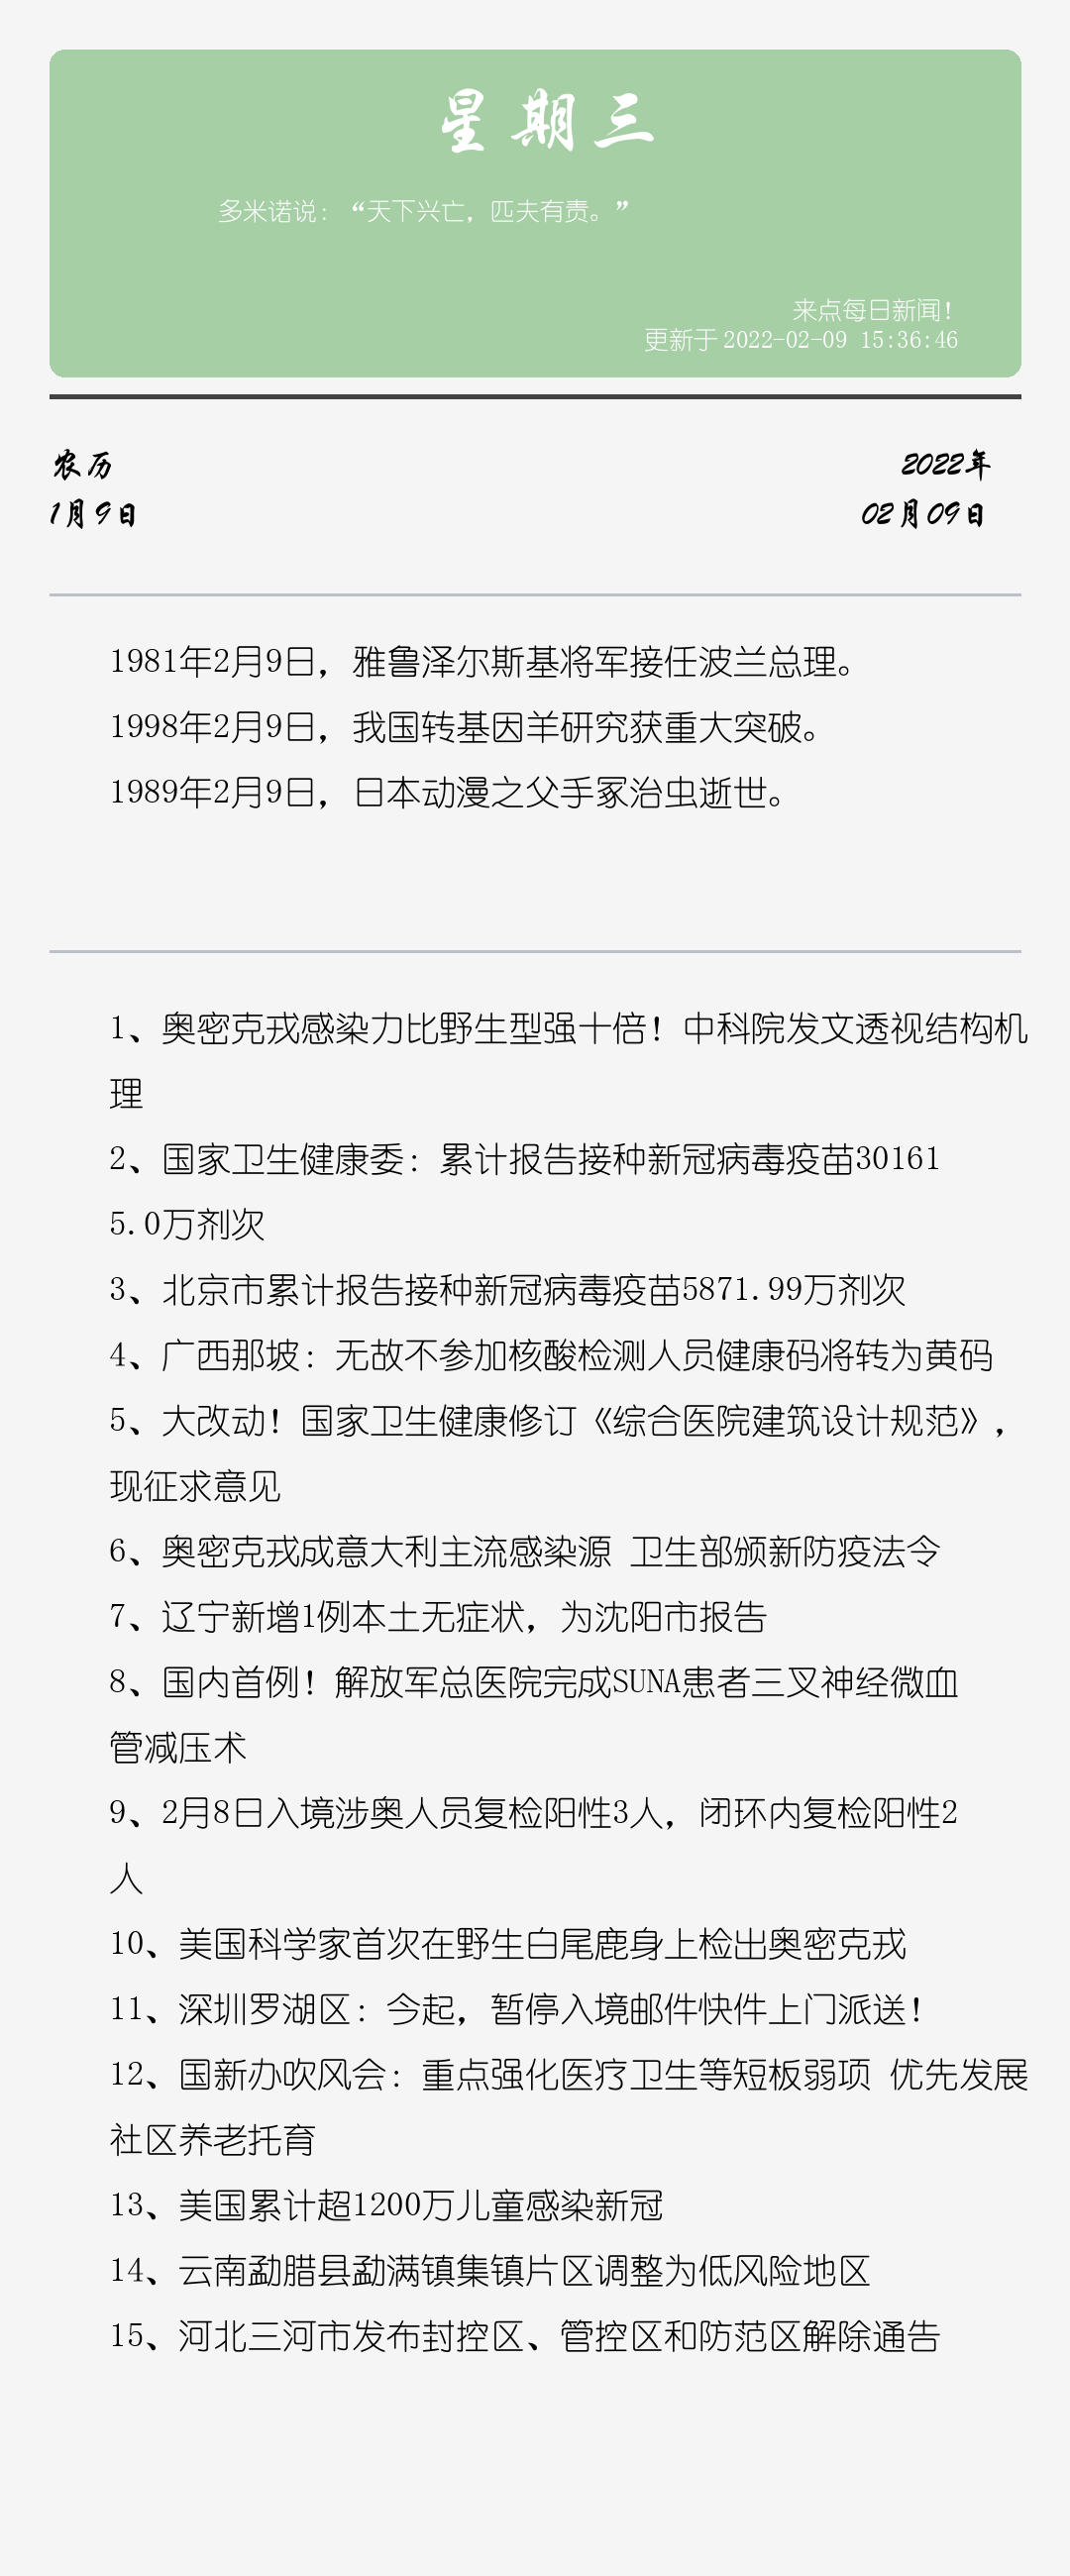 星期三
多米诺说：“天下兴亡，匹夫有责。”
来点每日新闻！
更新于 2022-02-09 15:36:46
农历
2022年
1月9日
02月09日
1981年2月9日，雅鲁泽尔斯基将军接任波兰总理。
1998年2月9日，我国转基因羊研究获重大突破。
1989年2月9日，日本动漫之父手冢治虫逝世。
1、奥密克戎感染力比野生型强十倍！中科院发文透视结构机
理
2、国家卫生健康委：累计报告接种新冠病毒疫苗30161
5.0万剂次
3、北京市累计报告接种新冠病毒疫苗5871.99万剂次
4、广西那坡：无故不参加核酸检测人员健康码将转为黄码
5、大改动！国家卫生健康修订《综合医院建筑设计规范》，
现征求意见
6、奥密克戎成意大利主流感染源 卫生部颁新防疫法令
7、辽宁新增1例本土无症状，为沈阳市报告
8、国内首例！解放军总医院完成SUNA患者三叉神经微血
管减压术
9、2月8日入境涉奥人员复检阳性3人，闭环内复检阳性2
人
10、美国科学家首次在野生白尾鹿身上检出奥密克戎
11、深圳罗湖区：今起，暂停入境邮件快件上门派送！
12、国新办吹风会：重点强化医疗卫生等短板弱项 优先发展
社区养老托育
13、美国累计超1200万儿童感染新冠
14、云南勐腊县勐满镇集镇片区调整为低风险地区
15、河北三河市发布封控区、管控区和防范区解除通告